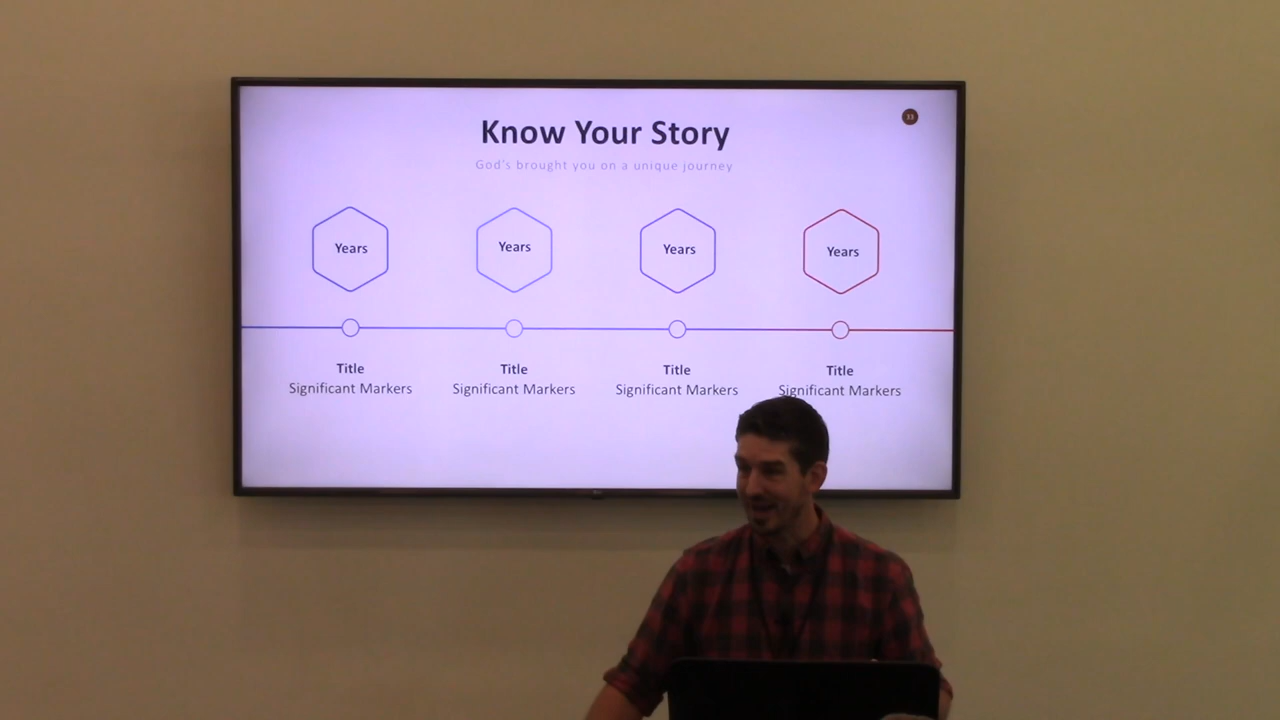 13
Know Your Story
God's brought you on a unique journey
Years Years Years Years
Title Title Title Title
Significant Markers Significant Markers Significant Markers Significant Markers